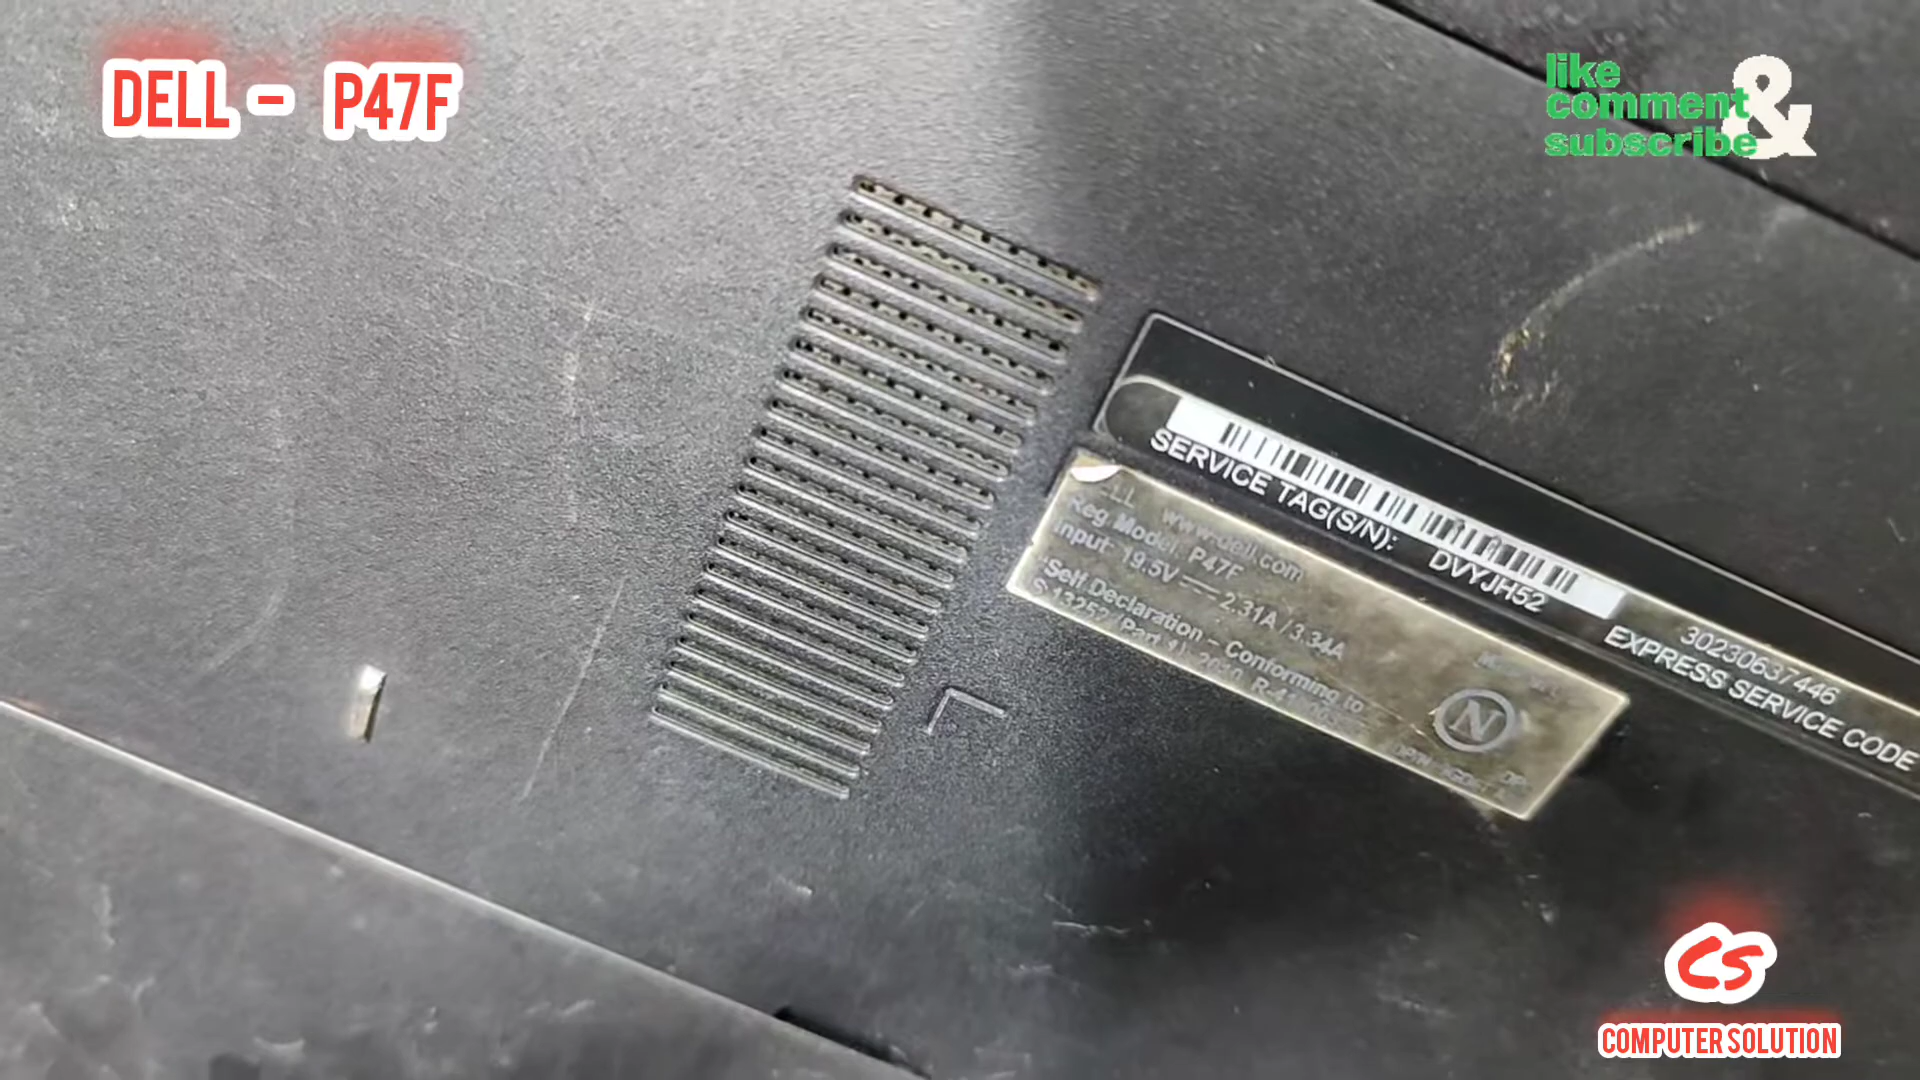 DELL - P47F
like
comment &
subscribe
SERVICE TAG(S/N): DVYJH52
30230637446
EXPRESS SERVICE CODE
www.dell.com
Reg Model P47F
Input 19.5V 2.31A / 3.34A
Self Declaration - Conforming to
N
CS
COMPUTER SOLUTION